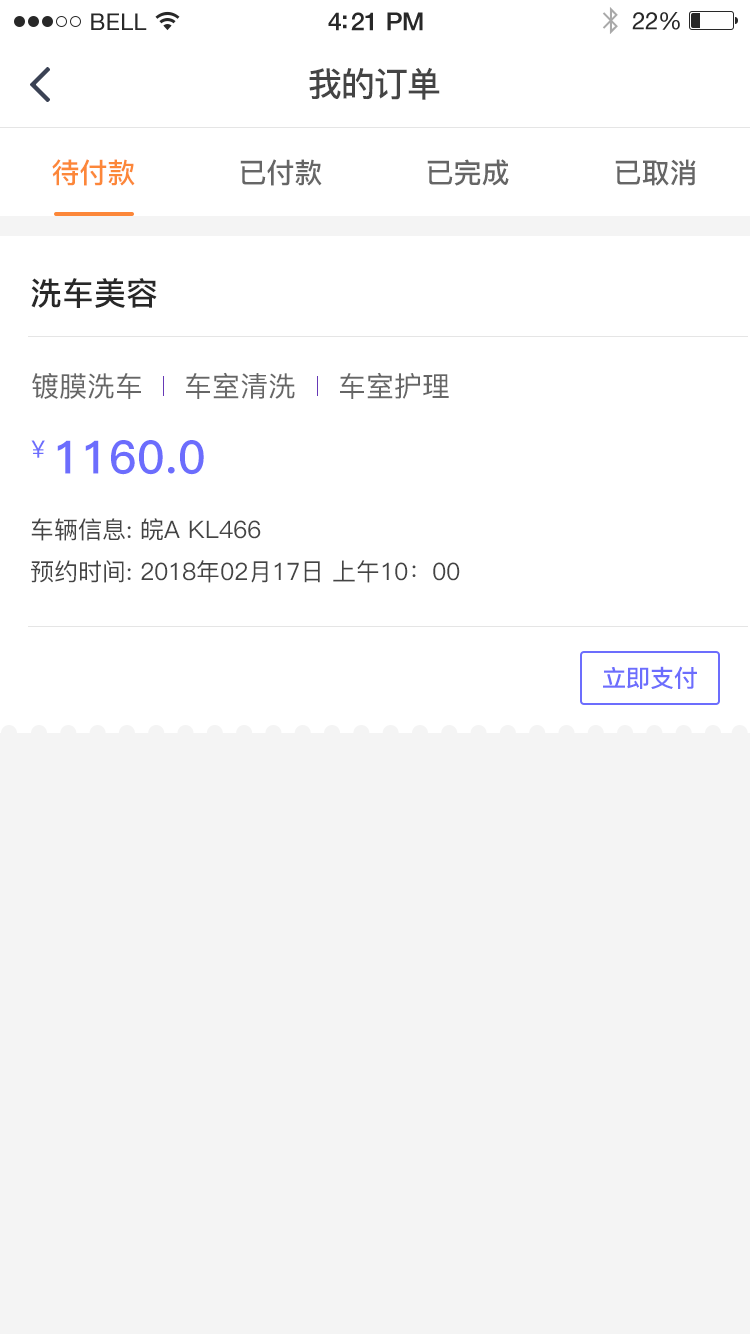 BELL 4:21 PM 22%
我的订单
待付款 已付款 已完成 已取消
洗车美容
镀膜洗车 | 车室清洗 | 车室护理
¥ 1160.0
车辆信息: 皖A KL466
预约时间: 2018年02月17日 上午10：00
立即支付